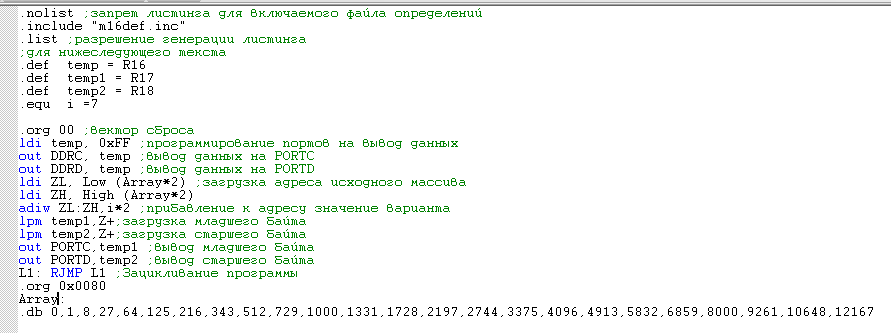 .nolist ;запрет листинга для включаемого файла определений
.include "m16def.inc"
.list ;разрешение генерации листинга
;для нижеследующего текста
.def temp = R16
.def temp1 = R17
.def temp2 = R18
.equ i =7
.org 00 ;вектор сброса
ldi temp, 0xFF ;программирование портов на вывод данных
out DDRC, temp ;вывод данных на PORTC
out DDRD, temp ;вывод данных на PORTD
ldi ZL, Low (Array*2) ;загрузка адреса исходного массива
ldi ZH, High (Array*2)
adiw ZL:ZH,i*2 ;прибавление к адресу значение варианта
lpm temp1,Z+;загрузка младшего байта
lpm temp2,Z+;загрузка старшего байта
out PORTC,temp1 ;вывод младшего байта
out PORTD,temp2 ;вывод старшего байта
L1: RJMP L1 ;Зацикливание программы
.org 0x0080
Array:
.db 0,1,8,27,64,125,216,343,512,729,1000,1331,1728,2197,2744,3375,4096,4913,5832,6859,8000,9261,10648,12167